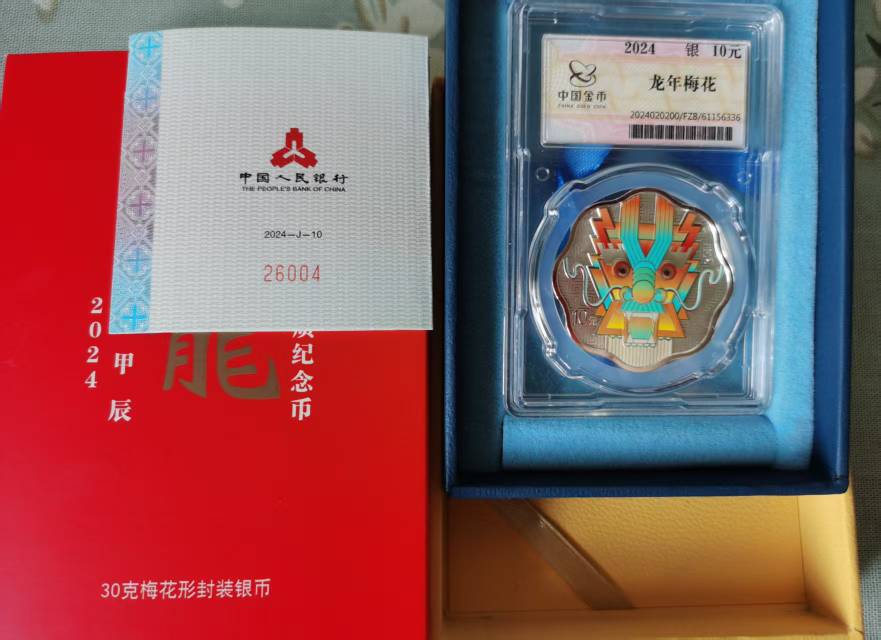 中国人民银行
THE PEOPLE'S BANK OF CHINA
2024-J-10
26004
2024 甲辰
纪念币
30克梅花形封装银币
2024 银 10元
中国金币
CHINA GOLD COIN
龙年梅花
2024020200/FZB/61156336
10元